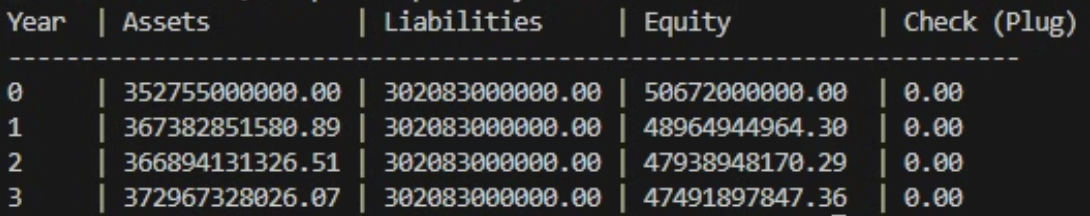 Year | Assets | Liabilities | Equity | Check (Plug)
----------------------------------------------------------------------
0 | 352755000000.00 | 302083000000.00 | 50672000000.00 | 0.00
1 | 367382851580.89 | 302083000000.00 | 48964944964.30 | 0.00
2 | 366894131326.51 | 302083000000.00 | 47938948170.29 | 0.00
3 | 372967328026.07 | 302083000000.00 | 47491897847.36 | 0.00